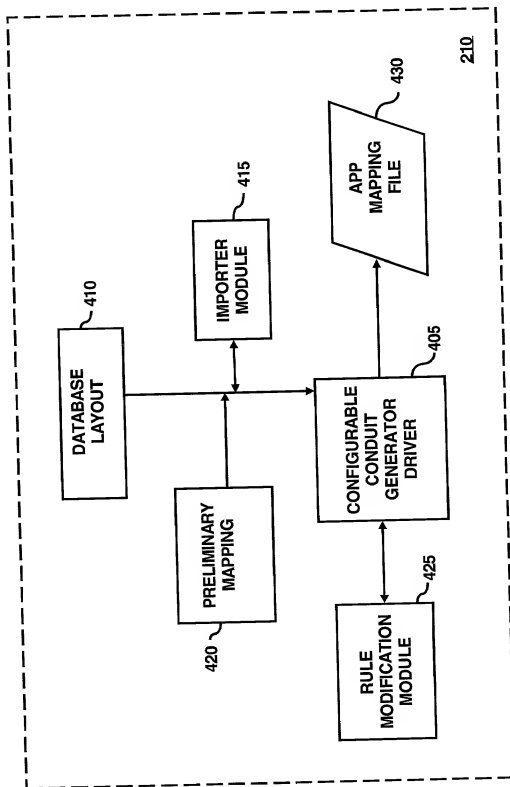 210
DATABASE
LAYOUT
410
PRELIMINARY
MAPPING
420
IMPORTER
MODULE
415
RULE
MODIFICATION
MODULE
425
CONFIGURABLE
CONDUIT
GENERATOR
DRIVER
405
APP
MAPPING
FILE
430